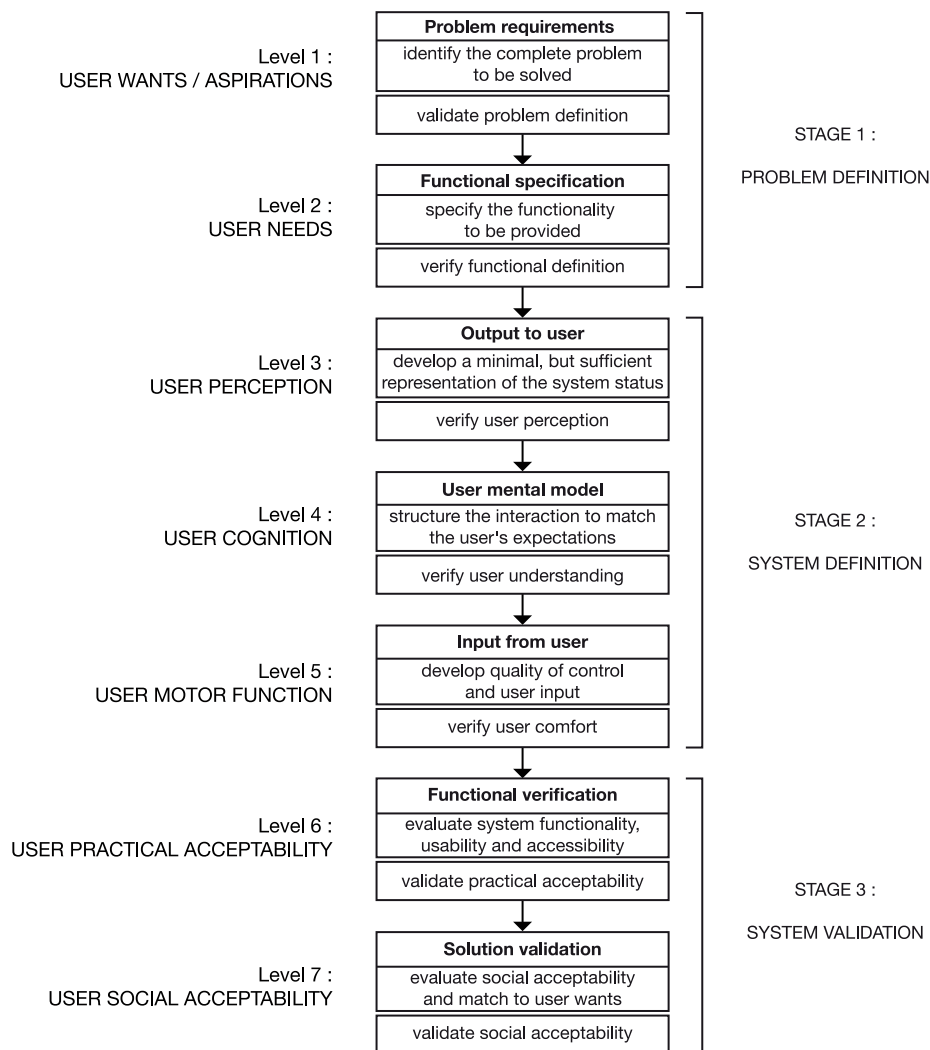 Problem requirements
Level 1 :
USER WANTS / ASPIRATIONS
identify the complete problem
to be solved
validate problem definition
STAGE 1 :
PROBLEM DEFINITION
Functional specification
Level 2 :
USER NEEDS
specify the functionality
to be provided
verify functional definition
Output to user
Level 3 :
USER PERCEPTION
develop a minimal, but sufficient
representation of the system status
verify user perception
User mental model
Level 4 :
USER COGNITION
structure the interaction to match
the user's expectations
verify user understanding
STAGE 2 :
SYSTEM DEFINITION
Input from user
Level 5 :
USER MOTOR FUNCTION
develop quality of control
and user input
verify user comfort
Functional verification
Level 6 :
USER PRACTICAL ACCEPTABILITY
evaluate system functionality,
usability and accessibility
validate practical acceptability
STAGE 3 :
SYSTEM VALIDATION
Solution validation
Level 7 :
USER SOCIAL ACCEPTABILITY
evaluate social acceptability
and match to user wants
validate social acceptability